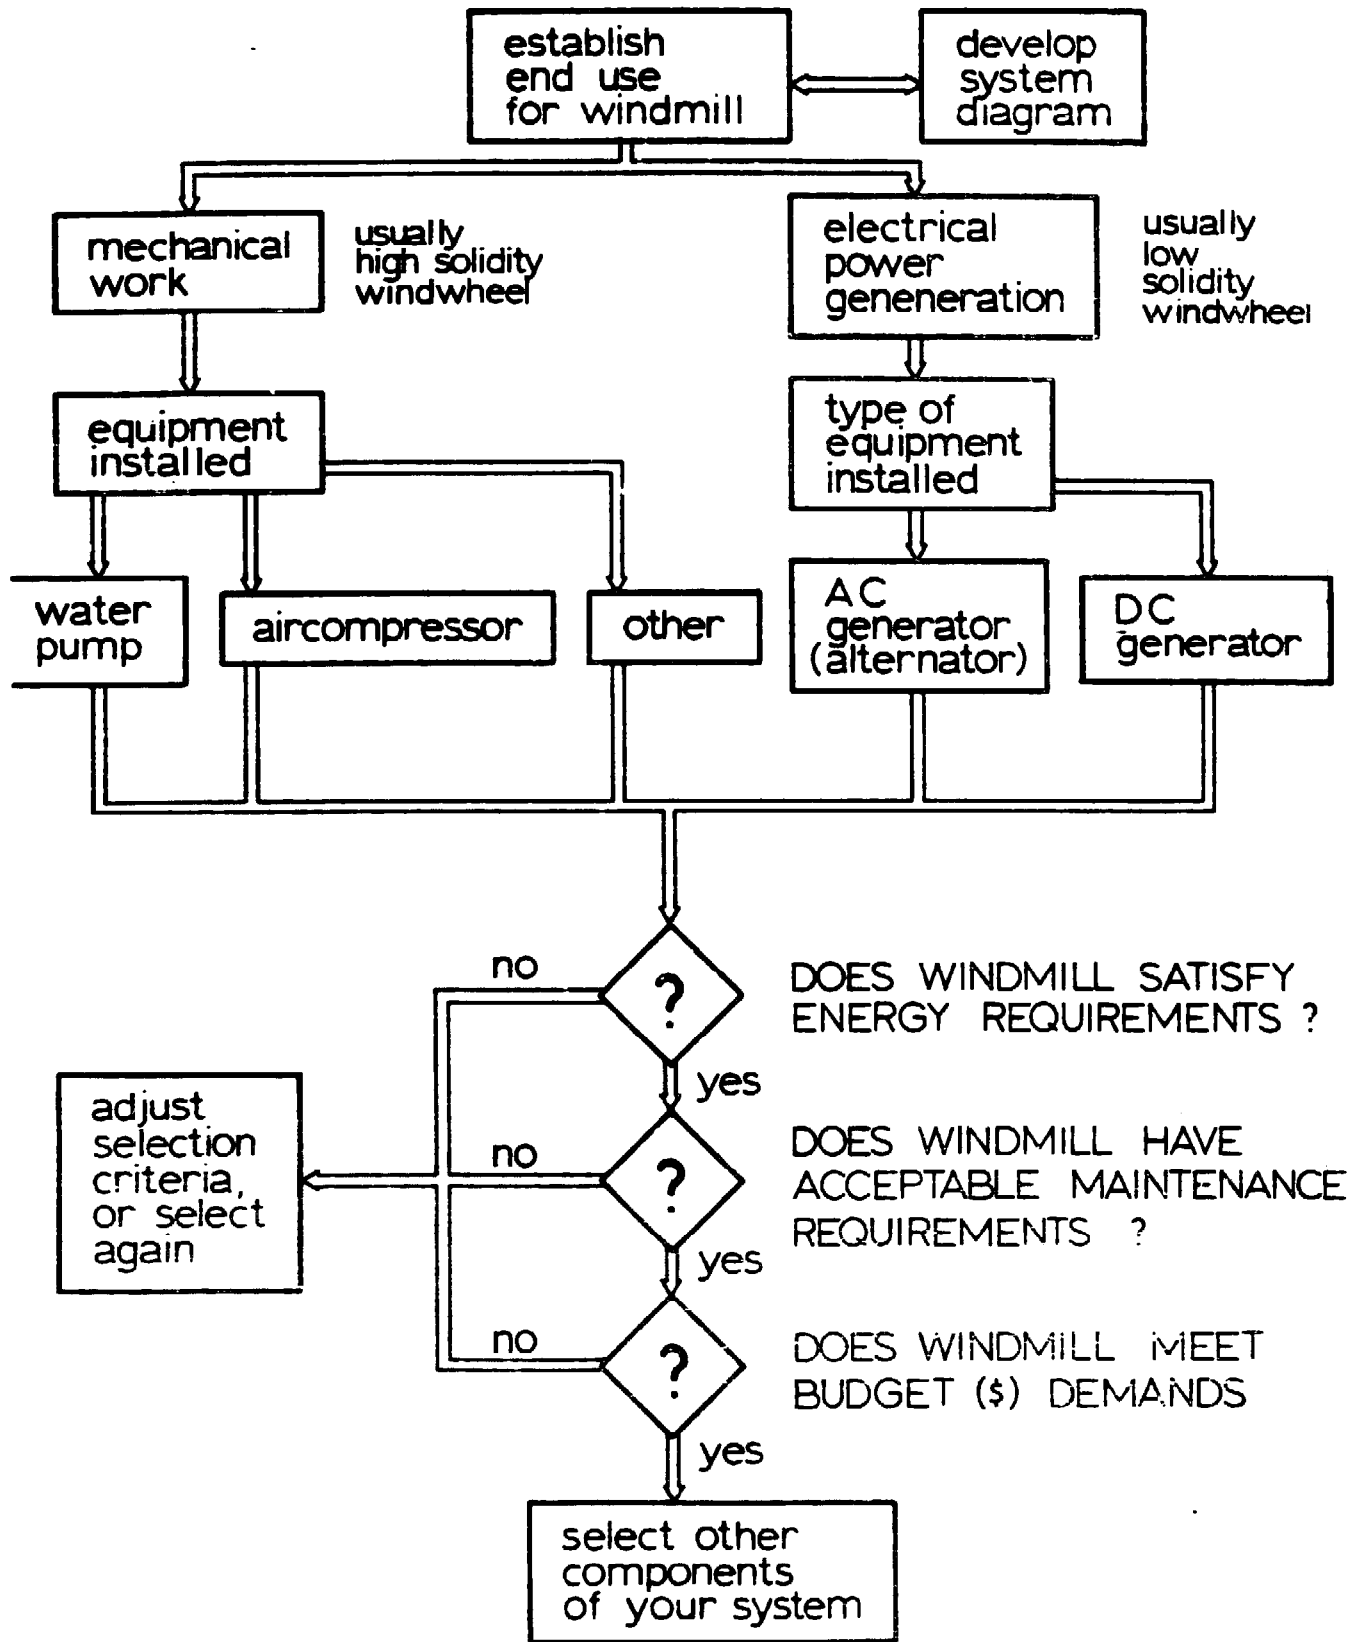 establish
end use
for windmill
develop
system
diagram
mechanical
work
usually
high solidity
windwheel
electrical
power
geneneration
usually
low
solidity
windwheel
equipment
installed
type of
equipment
installed
water
pump
aircompressor
other
AC
generator
(alternator)
DC
generator
no
?
DOES WINDMILL SATISFY
ENERGY REQUIREMENTS ?
yes
adjust
selection
criteria,
or select
again
no
?
DOES WINDMILL HAVE
ACCEPTABLE MAINTENANCE
REQUIREMENTS ?
yes
no
?
DOES WINDMILL MEET
BUDGET ($) DEMANDS
yes
select other
components
of your system